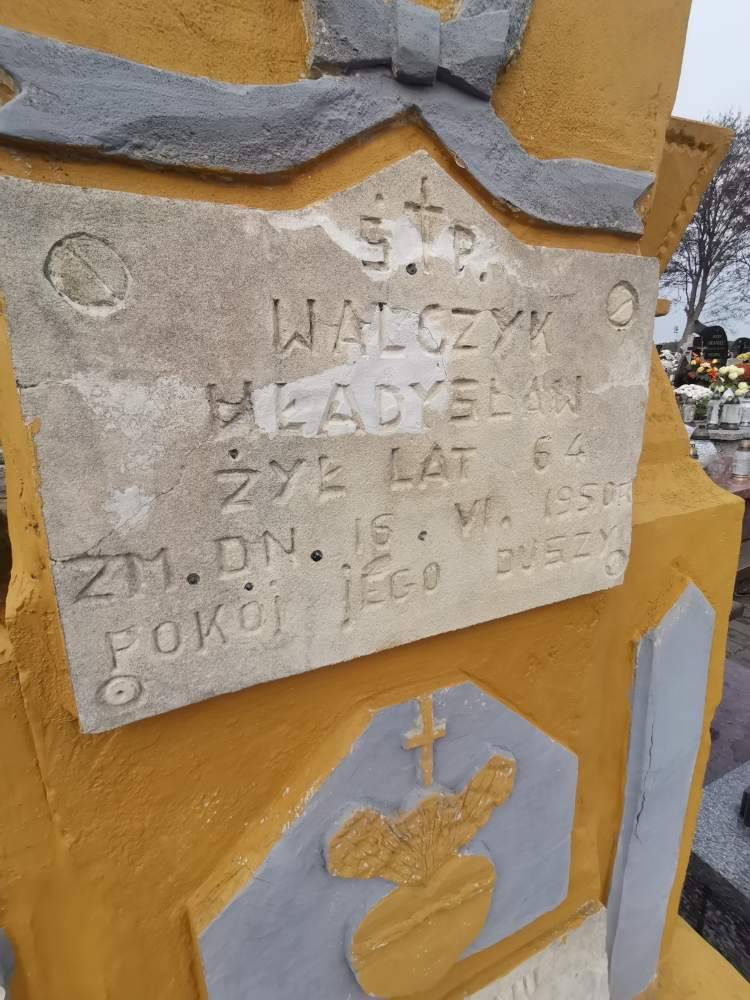 Ś. † P.
WALCZYK
WŁADYSŁAW
ŻYŁ LAT 64
ZM. DN. 16. VI. 1950R
POKÓJ JEGO DUSZY